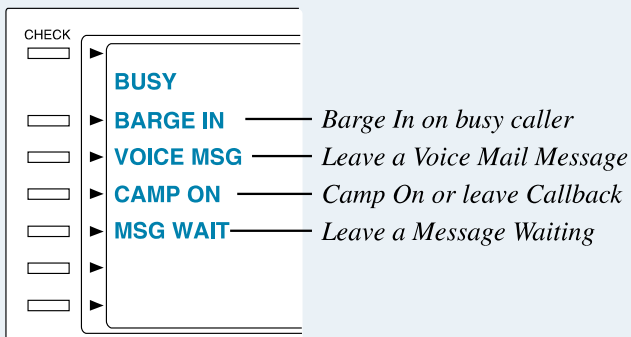 CHECK
BUSY
BARGE IN Barge In on busy caller
VOICE MSG Leave a Voice Mail Message
CAMP ON Camp On or leave Callback
MSG WAIT Leave a Message Waiting